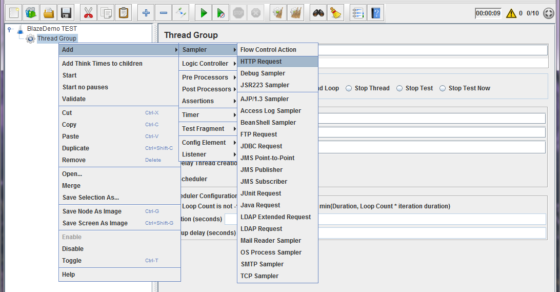 00:00:09 0 0/10
BlazeDemo TEST
Thread Group
Thread Group
Add
Add Think Times to children
Start
Start no pauses
Validate
Cut Ctrl-X
Copy Ctrl-C
Paste Ctrl-V
Duplicate Ctrl+Shift-C
Remove Delete
Open...
Merge
Save Selection As...
Save Node As Image Ctrl-G
Save Screen As Image Ctrl+Shift-G
Enable
Disable
Toggle Ctrl-T
Help
Sampler
Logic Controller
Pre Processors
Post Processors
Assertions
Timer
Test Fragment
Config Element
Listener
Flow Control Action
HTTP Request
Debug Sampler
JSR223 Sampler
AJP/1.3 Sampler
Access Log Sampler
BeanShell Sampler
FTP Request
JDBC Request
JMS Point-to-Point
JMS Publisher
JMS Subscriber
JUnit Request
Java Request
LDAP Extended Request
LDAP Request
Mail Reader Sampler
OS Process Sampler
SMTP Sampler
TCP Sampler
Loop Stop Thread Stop Test Stop Test Now
elay Thread creation
cheduler
eduler Configuration
Loop Count is not min(Duration, Loop Count * iteration duration)
tion (seconds)
tup delay (seconds)